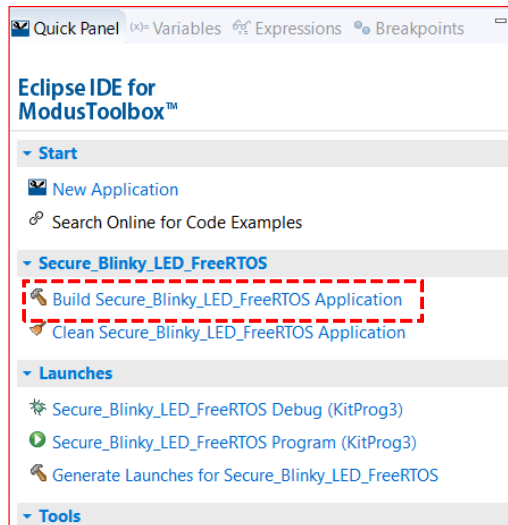 Quick Panel (x)= Variables Expressions Breakpoints
Eclipse IDE for
ModusToolbox™
Start
New Application
Search Online for Code Examples
Secure_Blinky_LED_FreeRTOS
Build Secure_Blinky_LED_FreeRTOS Application
Clean Secure_Blinky_LED_FreeRTOS Application
Launches
Secure_Blinky_LED_FreeRTOS Debug (KitProg3)
Secure_Blinky_LED_FreeRTOS Program (KitProg3)
Generate Launches for Secure_Blinky_LED_FreeRTOS
Tools